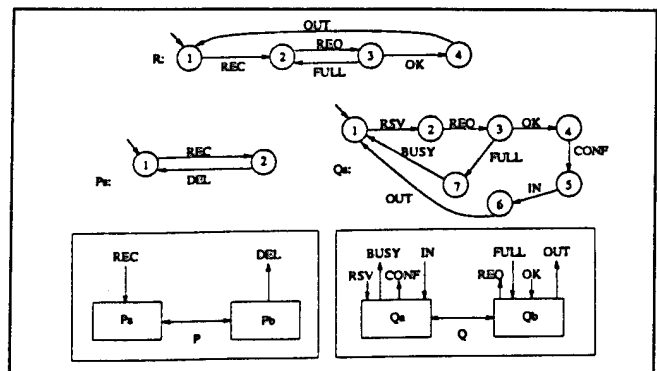 OUT
REQ
R: 1 2 3 4
REC FULL OK
1 RSV 2 REQ 3 OK 4
REC BUSY CONF
1 2 FULL
Ps: DEL Qs: 7 5
IN
OUT 6
REC DEL BUSY IN FULL OUT
RSV CONF REQ OK
Ps Pb Qs Qb
P Q